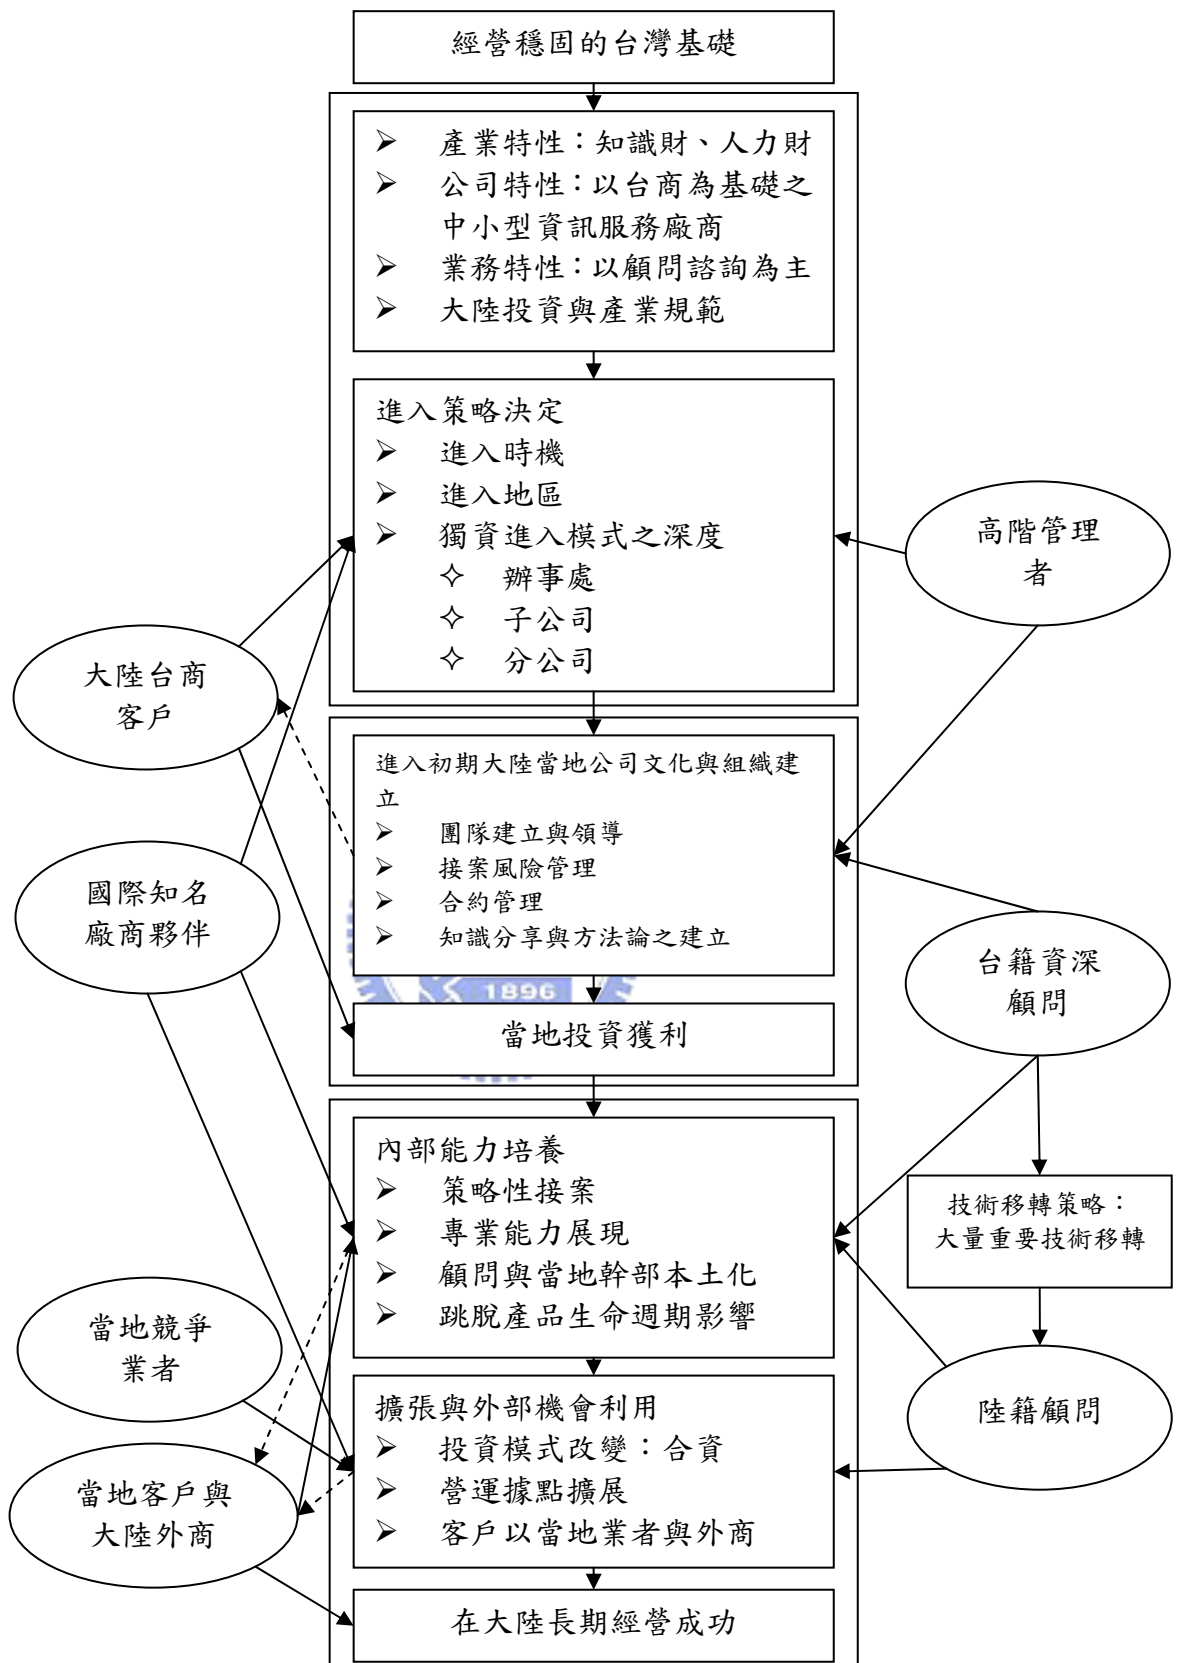 經營穩固的台灣基礎
➢ 產業特性：知識財、人力財
➢ 公司特性：以台商為基礎之
中小型資訊服務廠商
➢ 業務特性：以顧問諮詢為主
➢ 大陸投資與產業規範
進入策略決定
➢ 進入時機
➢ 進入地區
➢ 獨資進入模式之深度
✧ 辦事處
✧ 子公司
✧ 分公司
高階管理
者
大陸台商
客戶
進入初期大陸當地公司文化與組織建
立
➢ 團隊建立與領導
➢ 接案風險管理
➢ 合約管理
➢ 知識分享與方法論之建立
國際知名
廠商夥伴
台籍資深
顧問
1896
當地投資獲利
內部能力培養
➢ 策略性接案
➢ 專業能力展現
➢ 顧問與當地幹部本土化
➢ 跳脫產品生命週期影響
技術移轉策略：
大量重要技術移轉
當地競爭
業者
擴張與外部機會利用
➢ 投資模式改變：合資
➢ 營運據點擴展
➢ 客戶以當地業者與外商
陸籍顧問
當地客戶與
大陸外商
在大陸長期經營成功